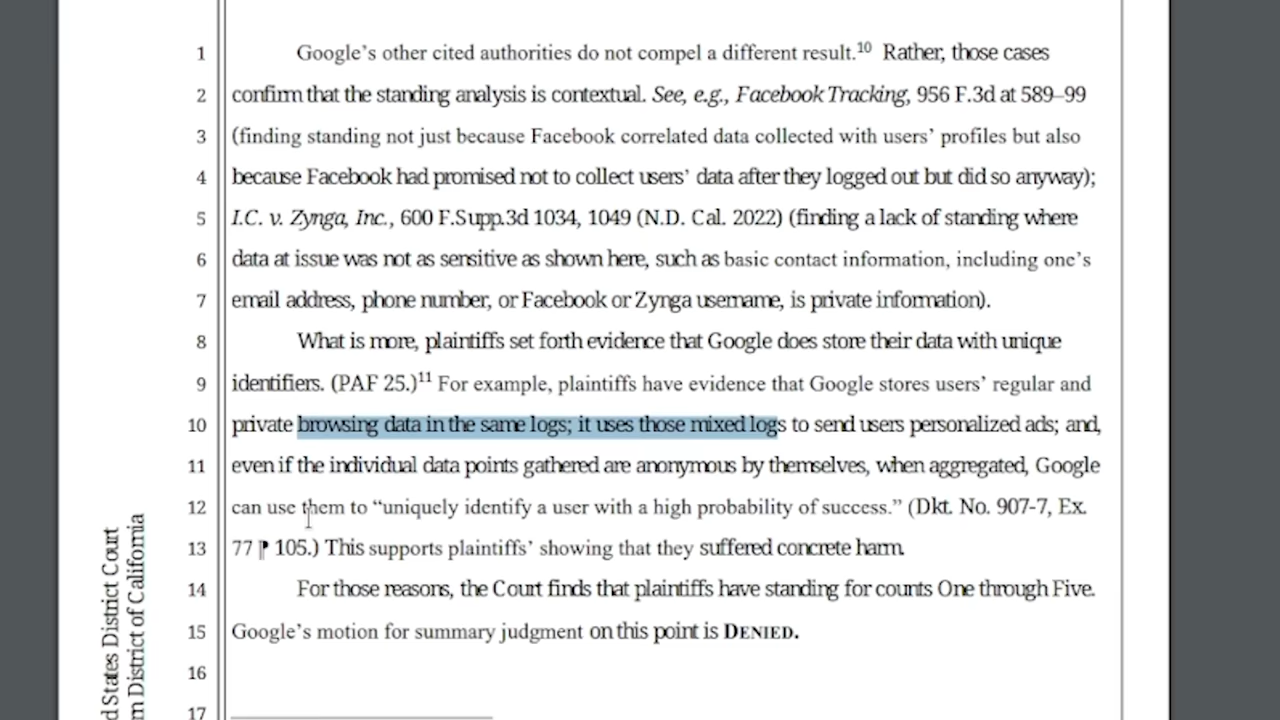 1 Google’s other cited authorities do not compel a different result.10 Rather, those cases
2 confirm that the standing analysis is contextual. See, e.g., Facebook Tracking, 956 F.3d at 589–99
3 (finding standing not just because Facebook correlated data collected with users’ profiles but also
4 because Facebook had promised not to collect users’ data after they logged out but did so anyway);
5 I.C. v. Zynga, Inc., 600 F.Supp.3d 1034, 1049 (N.D. Cal. 2022) (finding a lack of standing where
6 data at issue was not as sensitive as shown here, such as basic contact information, including one’s
7 email address, phone number, or Facebook or Zynga username, is private information).
8 What is more, plaintiffs set forth evidence that Google does store their data with unique
9 identifiers. (PAF 25.)11 For example, plaintiffs have evidence that Google stores users’ regular and
10 private browsing data in the same logs; it uses those mixed logs to send users personalized ads; and,
11 even if the individual data points gathered are anonymous by themselves, when aggregated, Google
12 can use them to “uniquely identify a user with a high probability of success.” (Dkt. No. 907-7, Ex.
13 77 ¶ 105.) This supports plaintiffs’ showing that they suffered concrete harm.
14 For those reasons, the Court finds that plaintiffs have standing for counts One through Five.
15 Google’s motion for summary judgment on this point is DENIED.
16
17
d States District Court
District of California